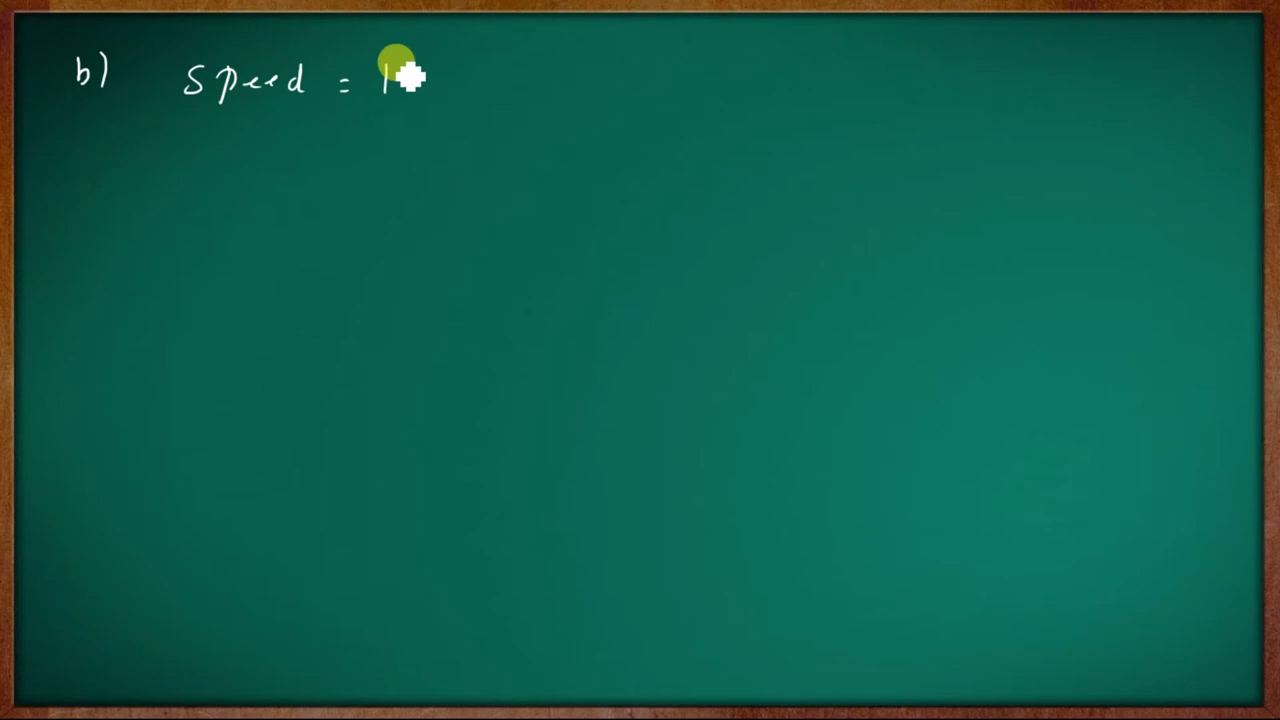 b) Speed = 1